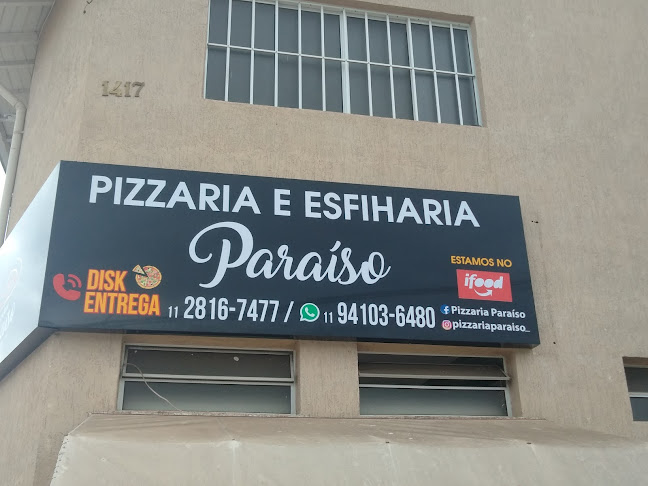 1417
PIZZARIA E ESFIHARIA
Paraíso
DISK
ENTREGA
11 2816-7477 / 11 94103-6480
ESTAMOS NO
ifood
Pizzaria Paraíso
pizzariaparaiso_